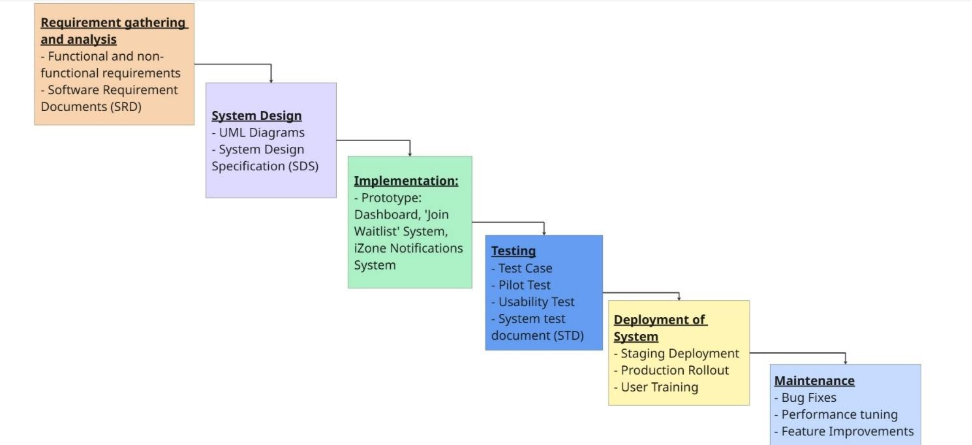 Requirement gathering
and analysis
- Functional and non-
functional requirements
- Software Requirement
Documents (SRD)
System Design
- UML Diagrams
- System Design
Specification (SDS)
Implementation:
- Prototype:
Dashboard, 'Join
Waitlist' System,
iZone Notifications
System
Testing
- Test Case
- Pilot Test
- Usability Test
- System test
document (STD)
Deployment of
System
- Staging Deployment
- Production Rollout
- User Training
Maintenance
- Bug Fixes
- Performance tuning
- Feature Improvements